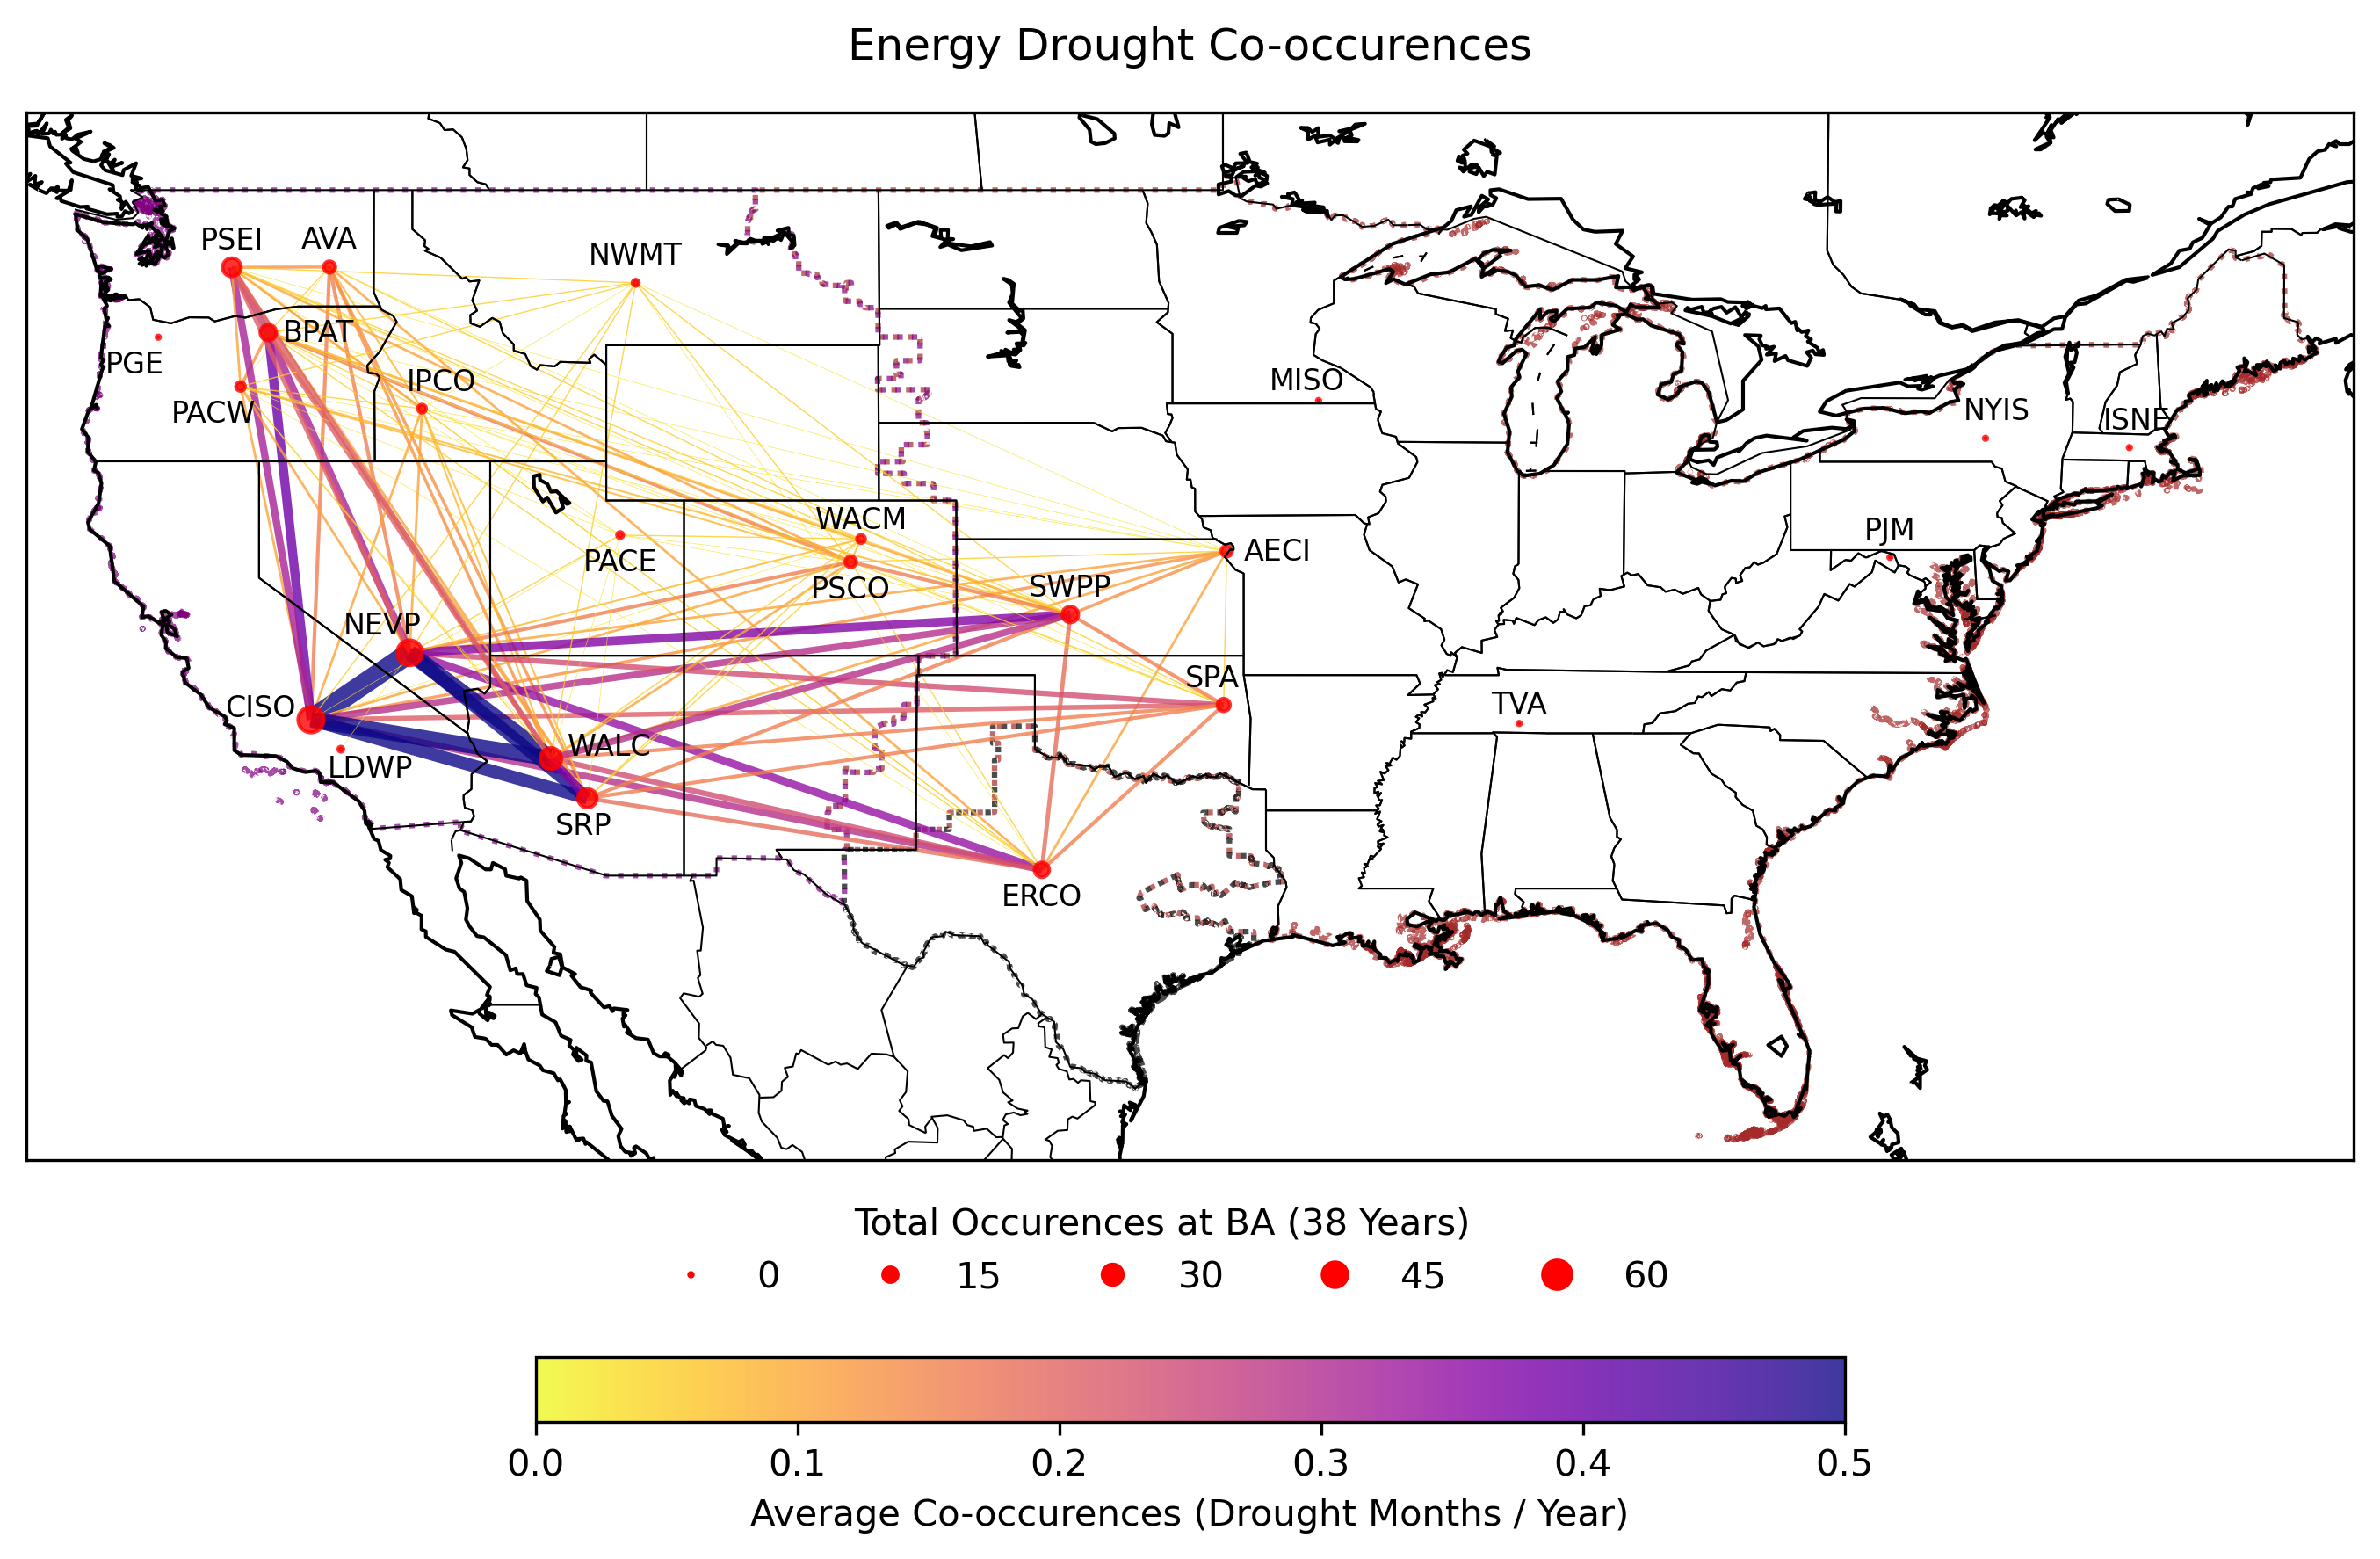 Energy Drought Co-occurences
PSEI
AVA
NWMT
BPAT
PGE
IPCO
PACW
MISO
NYIS
ISNE
WACM
PACE
PSCO
AECI
PJM
SWPP
NEVP
SPA
CISO
TVA
WALC
LDWP
SRP
ERCO
Total Occurences at BA (38 Years)
0 15 30 45 60
0.0 0.1 0.2 0.3 0.4 0.5
Average Co-occurences (Drought Months / Year)